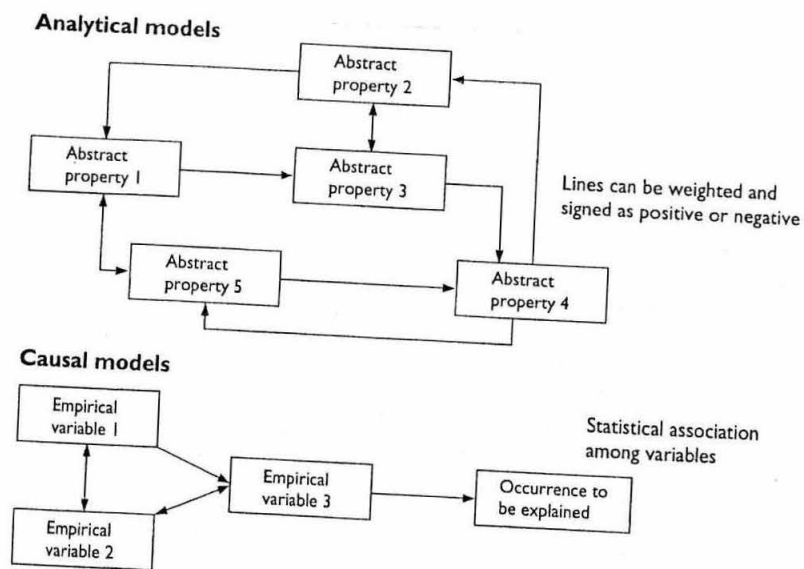 Analytical models
Abstract
property 2
Abstract
property 1
Abstract
property 3
Lines can be weighted and
signed as positive or negative
Abstract
property 5
Abstract
property 4
Causal models
Empirical
variable 1
Statistical association
among variables
Empirical
variable 3
Occurrence to
be explained
Empirical
variable 2